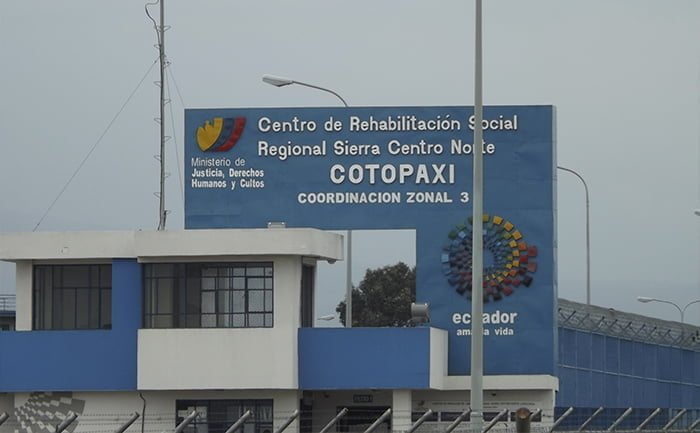 Centro de Rehabilitación Social
Regional Sierra Centro Norte
COTOPAXI
COORDINACION ZONAL 3
Ministerio de
Justicia, Derechos
Humanos y Cultos
ecuador
ama la vida